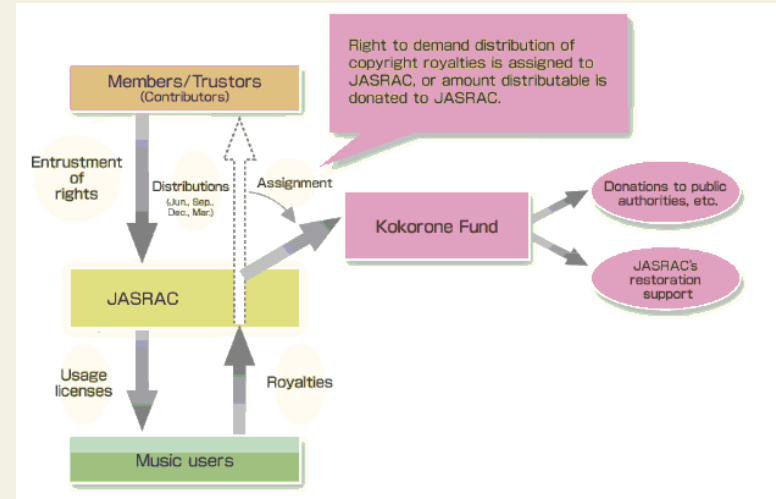 Right to demand distribution of
copyright royalties is assigned to
JASRAC, or amount distributable is
donated to JASRAC.
Members/Trustors
(Contributors)
Entrustment
of
rights
Distributions
(Jun., Sep.,
Dec., Mar.)
Assignment
Kokorone Fund
Donations to public
authorities, etc.
JASRAC's
restoration
support
JASRAC
Usage
licenses
Royalties
Music users